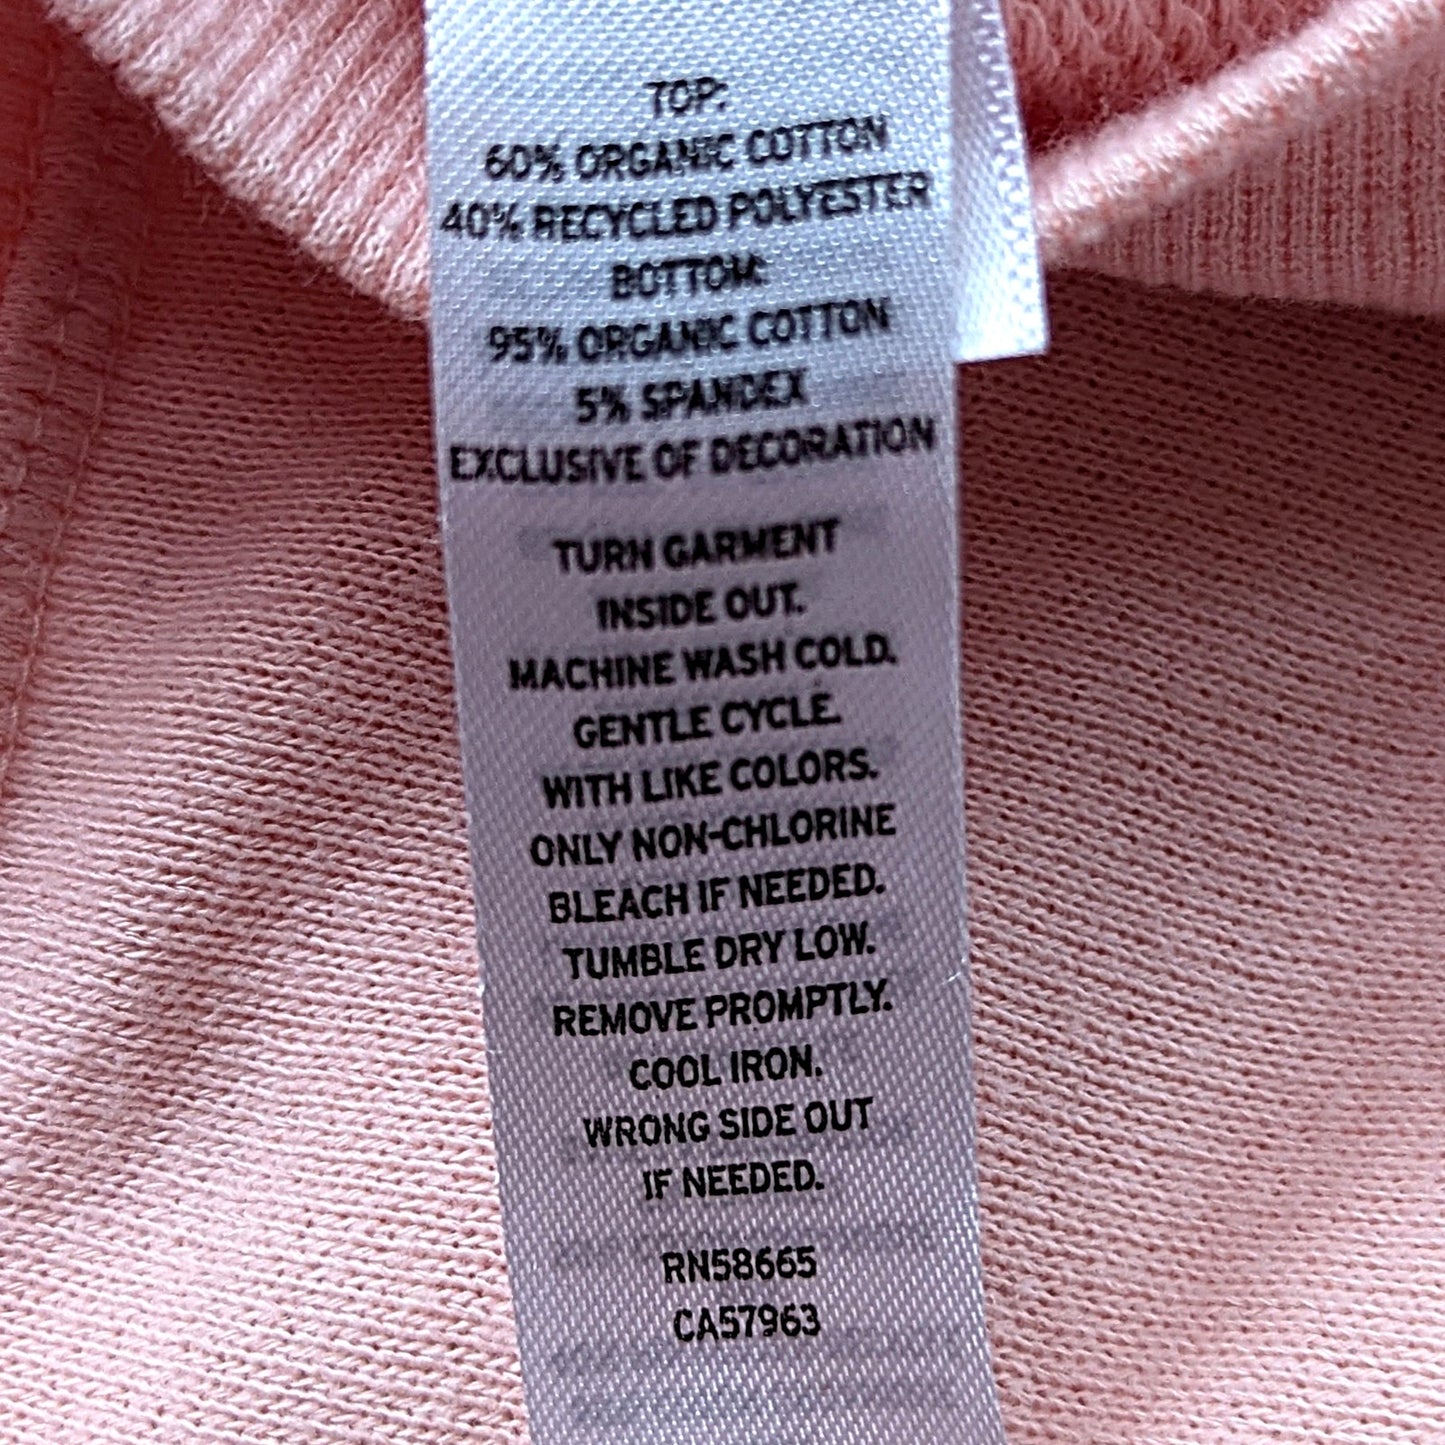 TOP:
60% ORGANIC COTTON
40% RECYCLED POLYESTER
BOTTOM:
95% ORGANIC COTTON
5% SPANDEX
EXCLUSIVE OF DECORATION
TURN GARMENT
INSIDE OUT.
MACHINE WASH COLD.
GENTLE CYCLE.
WITH LIKE COLORS.
ONLY NON-CHLORINE
BLEACH IF NEEDED.
TUMBLE DRY LOW.
REMOVE PROMPTLY.
COOL IRON.
WRONG SIDE OUT
IF NEEDED.
RN58665
CA57963